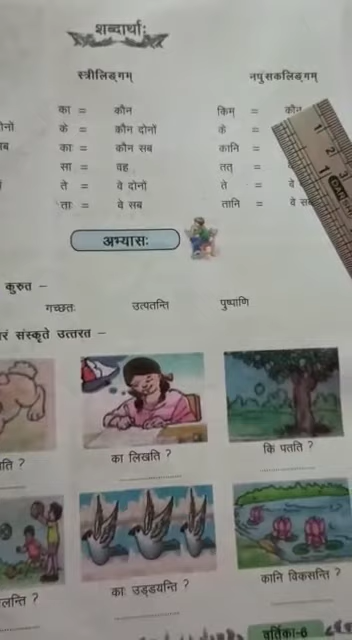 शब्दार्थाः
स्त्रीलिङ्गम् नपुंसकलिङ्गम्
का = कौन किम् = कौन
के = कौन दोनों के =
काः = कौन सब कानि =
सा = वह तत् =
ते = वे दोनों ते = वे
ताः = वे सब तानि = वे सब
अभ्यासः
कुरुत –
गच्छतः उत्पतन्ति पुष्पाणि
संस्कृते उत्तरत –
का लिखति ? किं पतति ?
काः उड्डयन्ति ? कानि विकसन्ति ?
वर्तिका-6